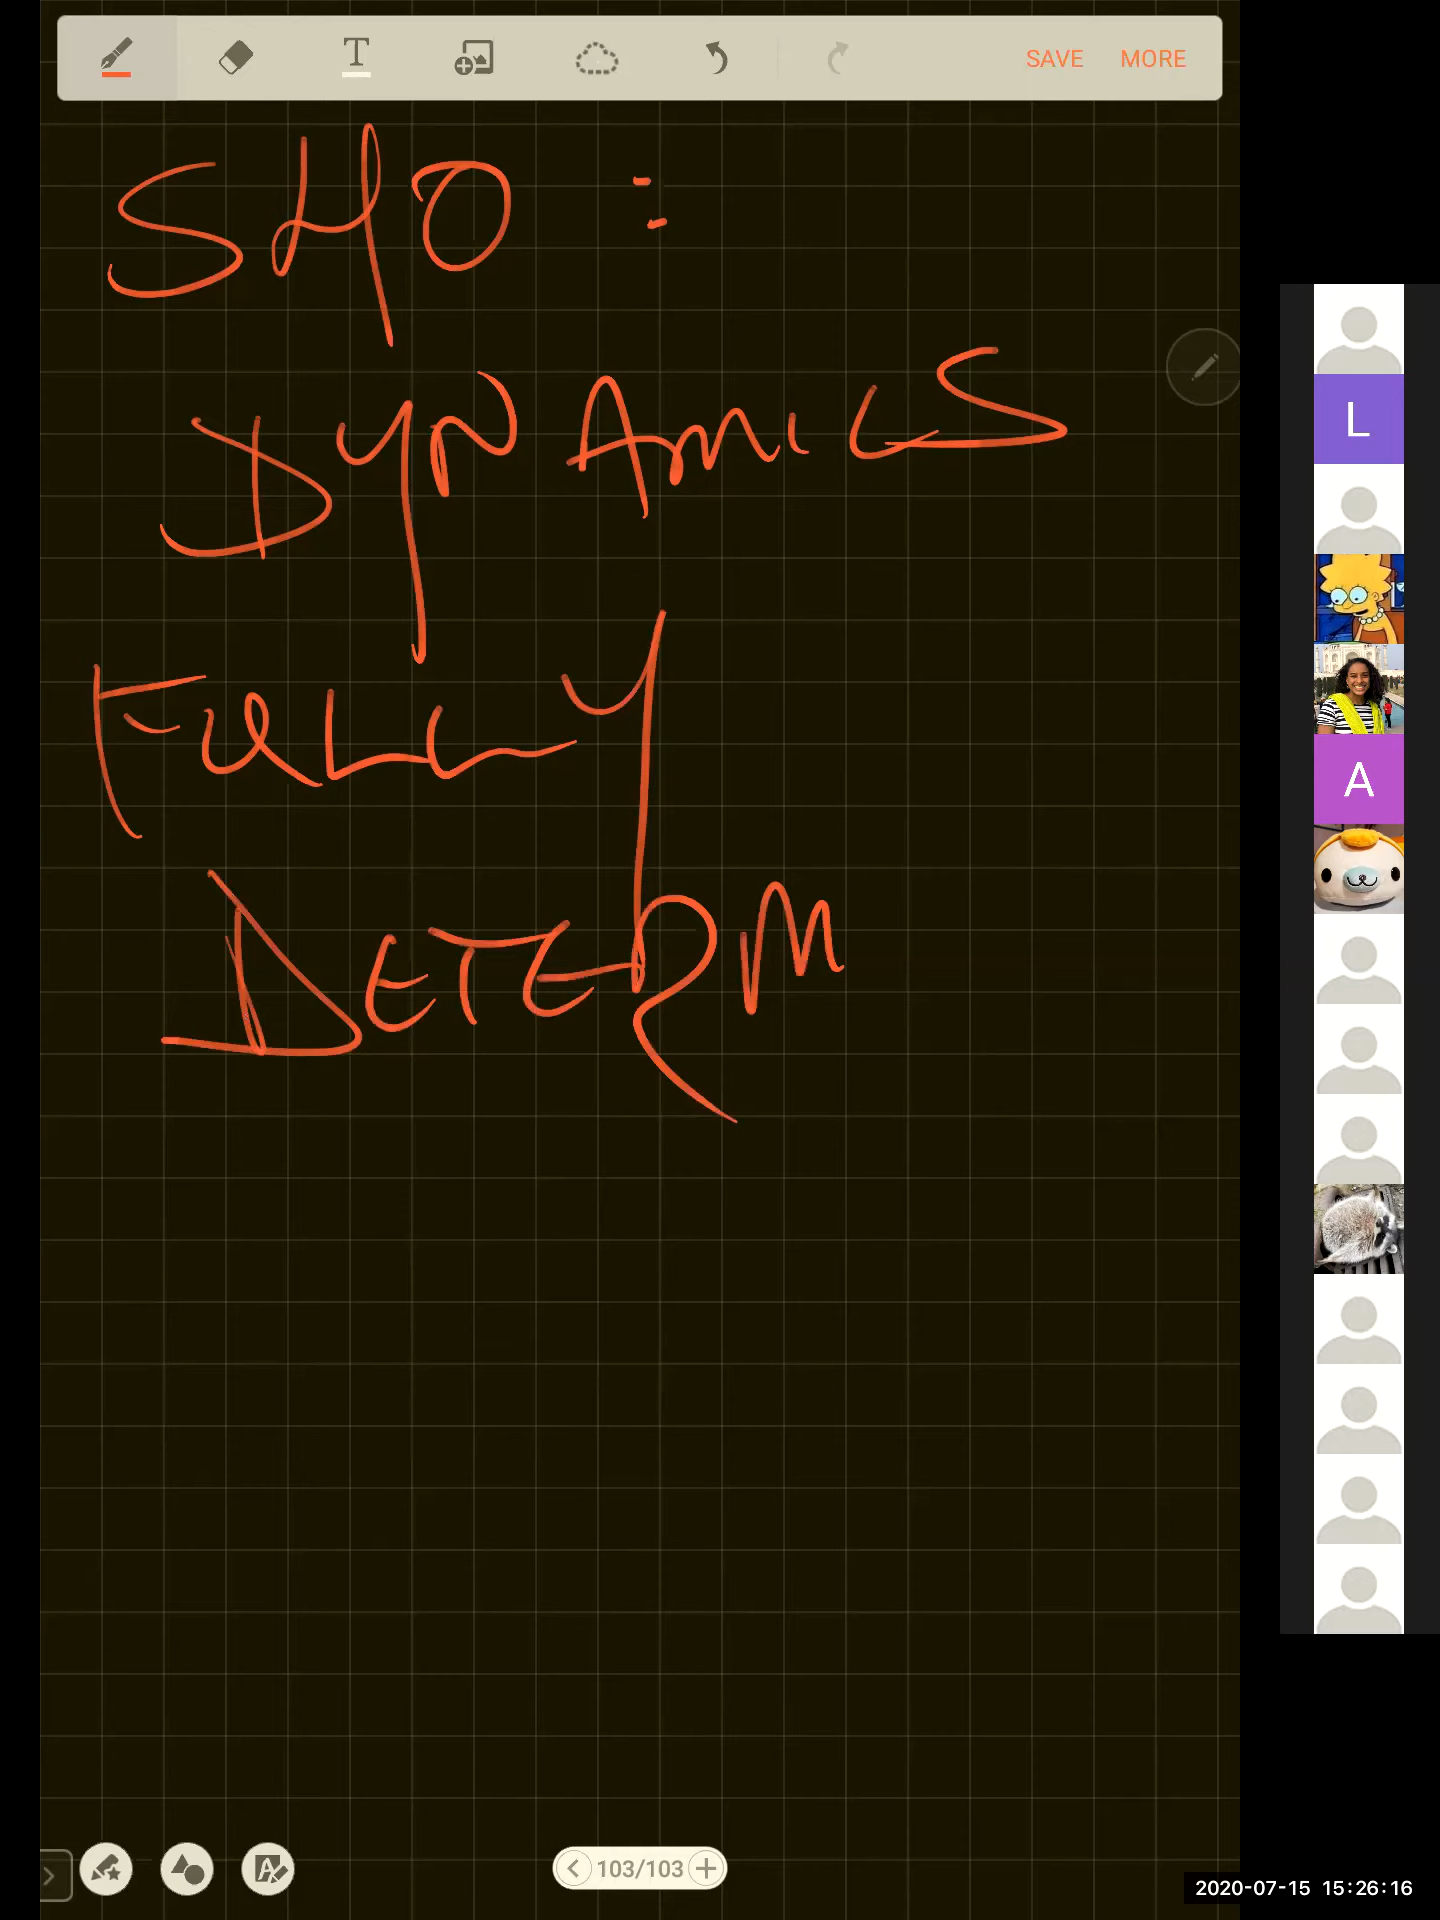 T SAVE MORE
SHO :
DYNAMICS
FULLY
DETERM
L
A
103/103
2020-07-15 15:26:16